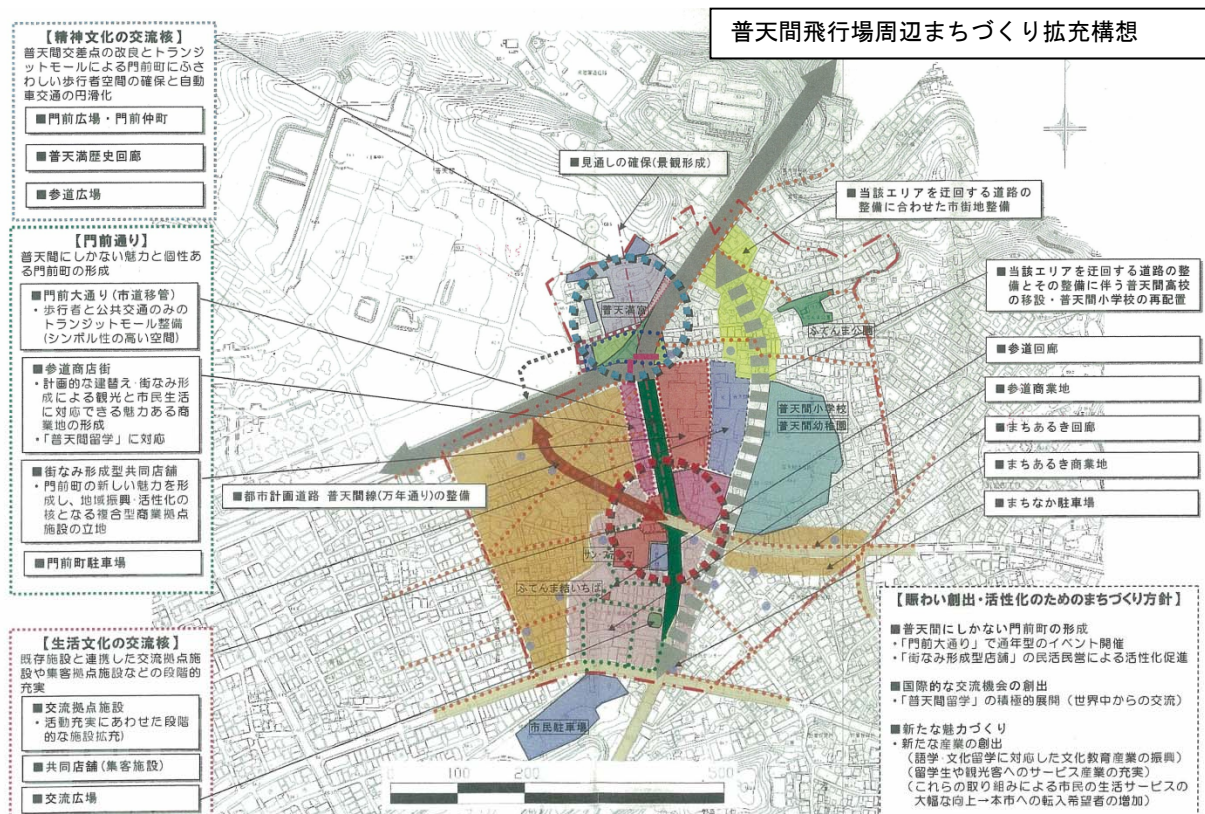 普天間飛行場周辺まちづくり拡充構想
【精神文化の交流核】
普天間交差点の改良とトランジ
ットモールによる門前町にふさ
わしい歩行者空間の確保と自動
車交通の円滑化
■門前広場・門前仲町
■普天満歴史回廊
■参道広場
【門前通り】
普天間にしかない魅力と個性あ
る門前町の形成
■門前大通り(市道移管)
・歩行者と公共交通のみの
トランジットモール整備
(シンボル性の高い空間)
■参道商店街
・計画的な建替え・街なみ形
成による観光と市民生活
に対応できる魅力ある商
業地の形成
・「普天間留学」に対応
■街なみ形成型共同店舗
・門前町の新しい魅力を形
成し、地域振興・活性化の
核となる複合型商業拠点
施設の立地
■門前町駐車場
【生活文化の交流核】
既存施設と連携した交流拠点施
設や集客拠点施設などの段階的
充実
■交流拠点施設
・活動充実にあわせた段階
的な施設拡充)
■共同店舗(集客施設)
■交流広場
■見通しの確保(景観形成)
■当該エリアを迂回する道路の
整備に合わせた市街地整備
■当該エリアを迂回する道路の整
備とその整備に伴う普天間高校
の移設・普天間小学校の再配置
■参道回廊
■参道商業地
■まちあるき回廊
■まちあるき商業地
■まちなか駐車場
■都市計画道路 普天間線(万年通り)の整備
普天満宮
ふてんま公園
普天間小学校
普天間幼稚園
サンフティーマ
ふてんま結いちば
市民駐車場
0 100 200 500
【賑わい創出・活性化のためのまちづくり方針】
■普天間にしかない門前町の形成
・「門前大通り」で通年型のイベント開催
・「街なみ形成型店舗」の民活民営による活性化促進
■国際的な交流機会の創出
・「普天間留学」の積極的展開(世界中からの交流)
■新たな魅力づくり
・新たな産業の創出
(語学・文化留学に対応した文化教育産業の振興)
(留学生や観光客へのサービス産業の充実)
(これらの取り組みによる市民の生活サービスの
大幅な向上→本市への転入希望者の増加)